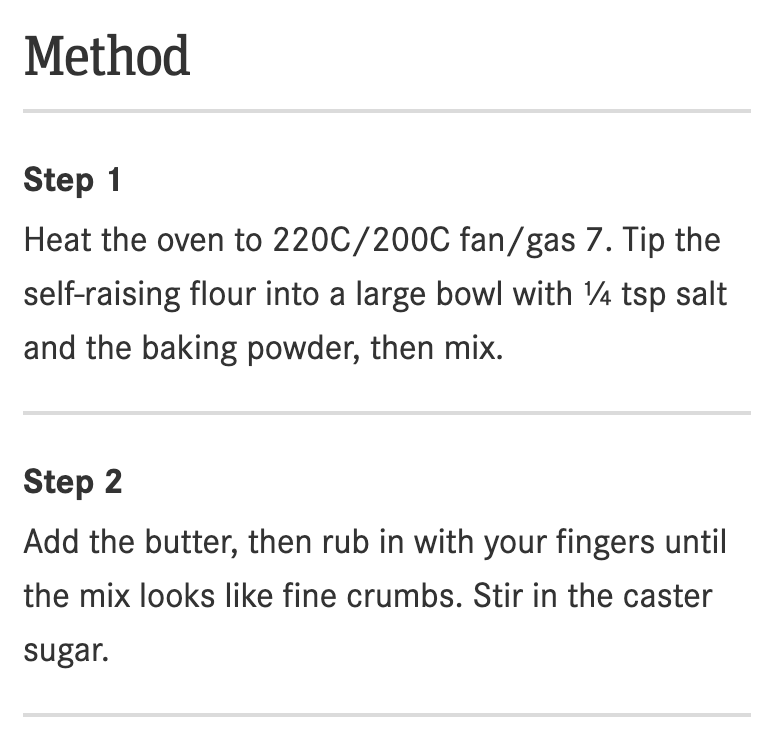 Method
Step 1
Heat the oven to 220C/200C fan/gas 7. Tip the
self-raising flour into a large bowl with ¼ tsp salt
and the baking powder, then mix.
Step 2
Add the butter, then rub in with your fingers until
the mix looks like fine crumbs. Stir in the caster
sugar.